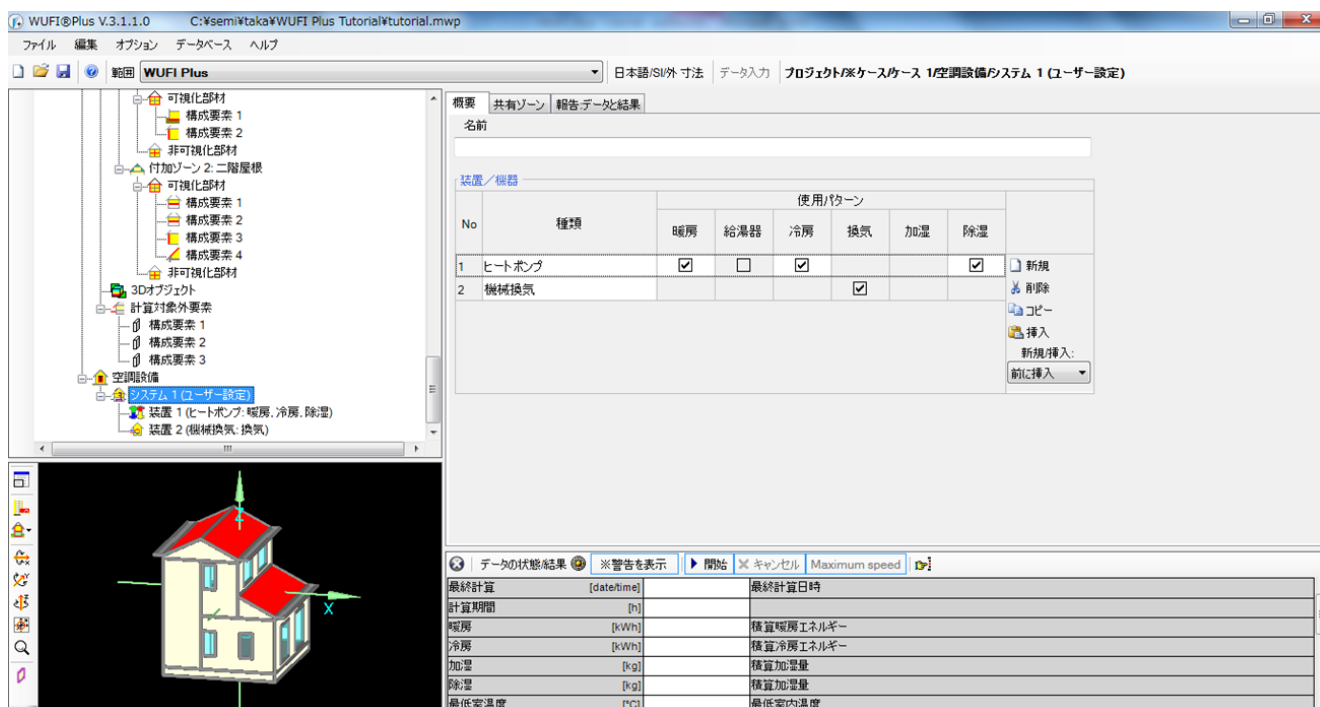 WUFI®Plus V.3.1.1.0 C:¥semi¥taka¥WUFI Plus Tutorial¥tutorial.mwp
ファイル 編集 オプション データベース ヘルプ
範囲 WUFI Plus 日本語/SI/外 寸法 データ入力 プロジェクト/※ケース/ケース 1/空調設備/システム 1 (ユーザー設定)
可視化部材
構成要素 1
構成要素 2
非可視化部材
付加ゾーン 2: 二階屋根
可視化部材
構成要素 1
構成要素 2
構成要素 3
構成要素 4
非可視化部材
3Dオブジェクト
計算対象外要素
構成要素 1
構成要素 2
構成要素 3
空調設備
システム 1 (ユーザー設定)
装置 1 (ヒートポンプ: 暖房, 冷房, 除湿)
装置 2 (機械換気: 換気)
概要 共有ゾーン 報告:データと結果
名前
装置/機器
使用パターン
No 種類 暖房 給湯器 冷房 換気 加湿 除湿
1 ヒートポンプ
2 機械換気
新規
削除
コピー
挿入
新規/挿入:
前に挿入
Z
X
データの状態/結果 ※警告を表示 開始 キャンセル Maximum speed
最終計算 [date/time] 最終計算日時
計算期間 [h]
暖房 [kWh] 積算暖房エネルギー
冷房 [kWh] 積算冷房エネルギー
加湿 [kg] 積算加湿量
除湿 [kg] 積算加湿量
最低室温度 [°C] 最低室内温度